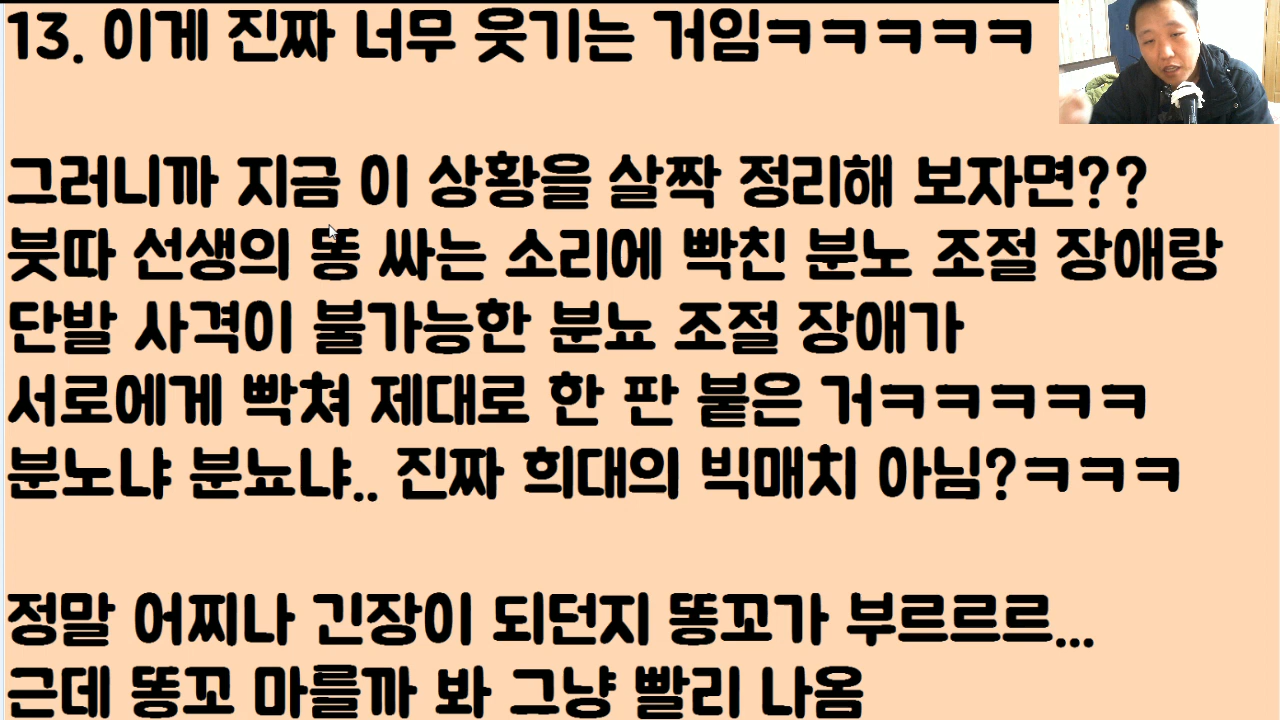 13. 이게 진짜 너무 웃기는 거임ㅋㅋㅋㅋㅋ
그러니까 지금 이 상황을 살짝 정리해 보자면??
붓따 선생의 똥 싸는 소리에 빡친 분노 조절 장애랑
단발 사격이 불가능한 분뇨 조절 장애가
서로에게 빡쳐 제대로 한 판 붙은 거ㅋㅋㅋㅋㅋ
분노냐 분뇨냐.. 진짜 희대의 빅매치 아님?ㅋㅋㅋ
정말 어찌나 긴장이 되던지 똥꼬가 부르르르...
근데 똥꼬 마를까 봐 그냥 빨리 나옴